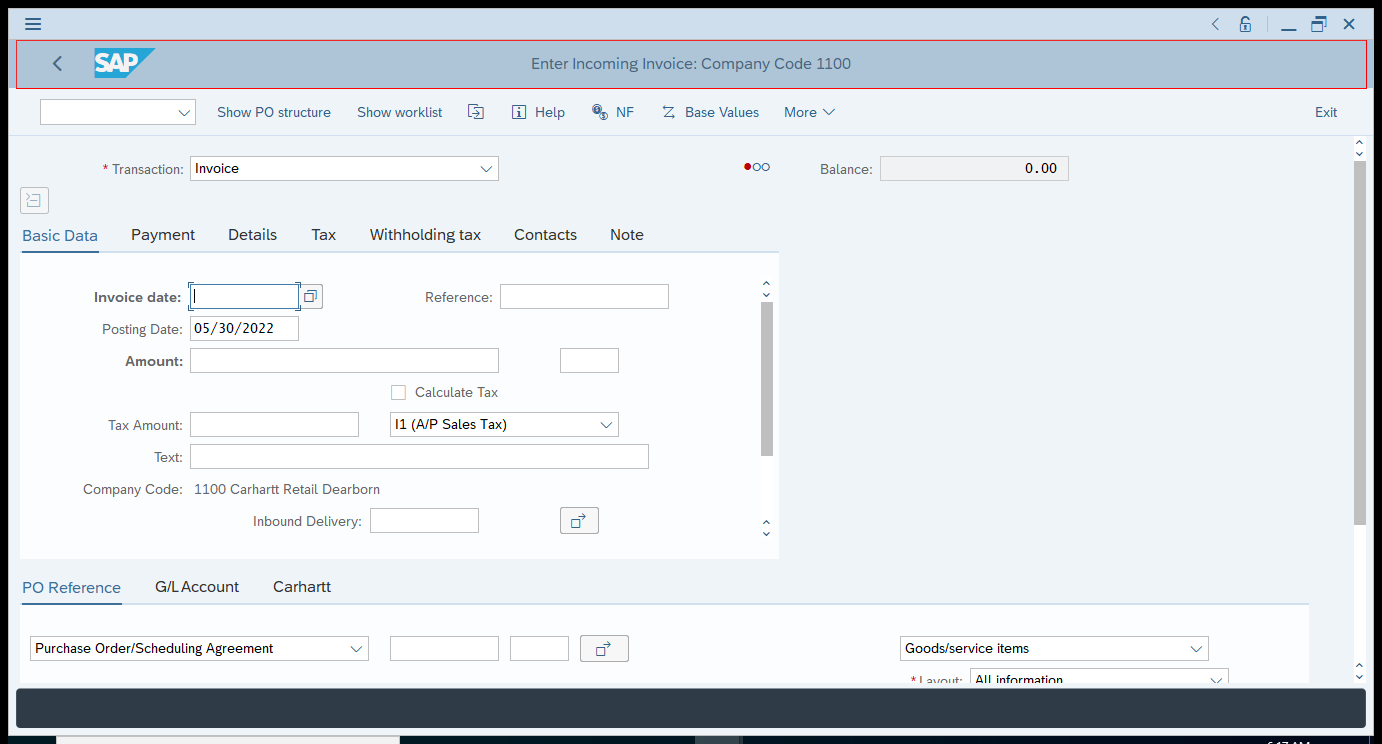 SAP
Enter Incoming Invoice: Company Code 1100
Show PO structure Show worklist Help NF Base Values More Exit
* Transaction: Invoice Balance: 0.00
Basic Data Payment Details Tax Withholding tax Contacts Note
Invoice date: Reference:
Posting Date: 05/30/2022
Amount:
Calculate Tax
Tax Amount: I1 (A/P Sales Tax)
Text:
Company Code: 1100 Carhartt Retail Dearborn
Inbound Delivery:
PO Reference G/L Account Carhartt
Purchase Order/Scheduling Agreement Goods/service items
* Layout: All information